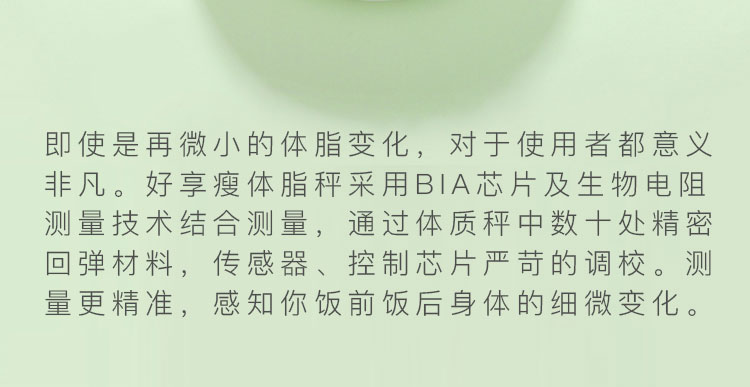 即使是再微小的体脂变化，对于使用者都意义
非凡。好享瘦体脂秤采用BIA芯片及生物电阻
测量技术结合测量，通过体质秤中数十处精密
回弹材料，传感器、控制芯片严苛的调校。测
量更精准，感知你饭前饭后身体的细微变化。